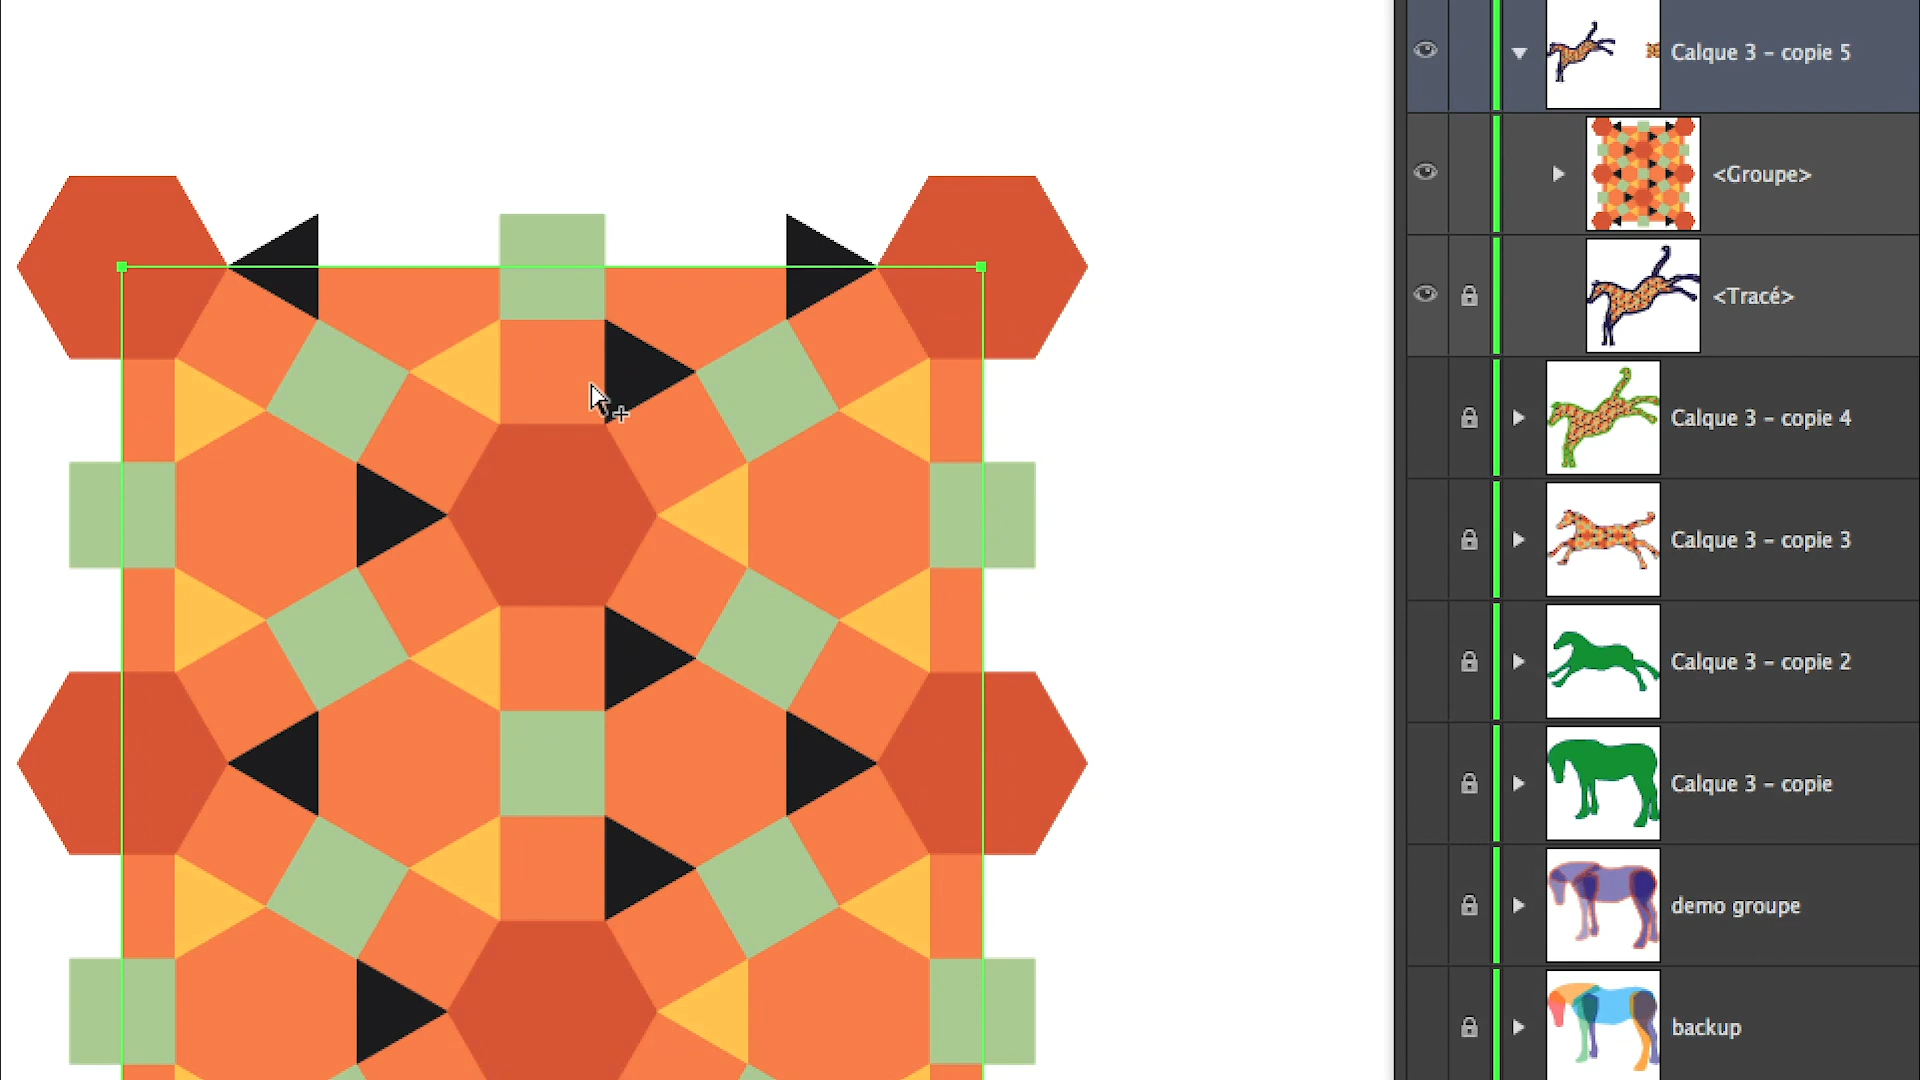 Calque 3 - copie 5
<Groupe>
<Tracé>
Calque 3 - copie 4
Calque 3 - copie 3
Calque 3 - copie 2
Calque 3 - copie
demo groupe
backup